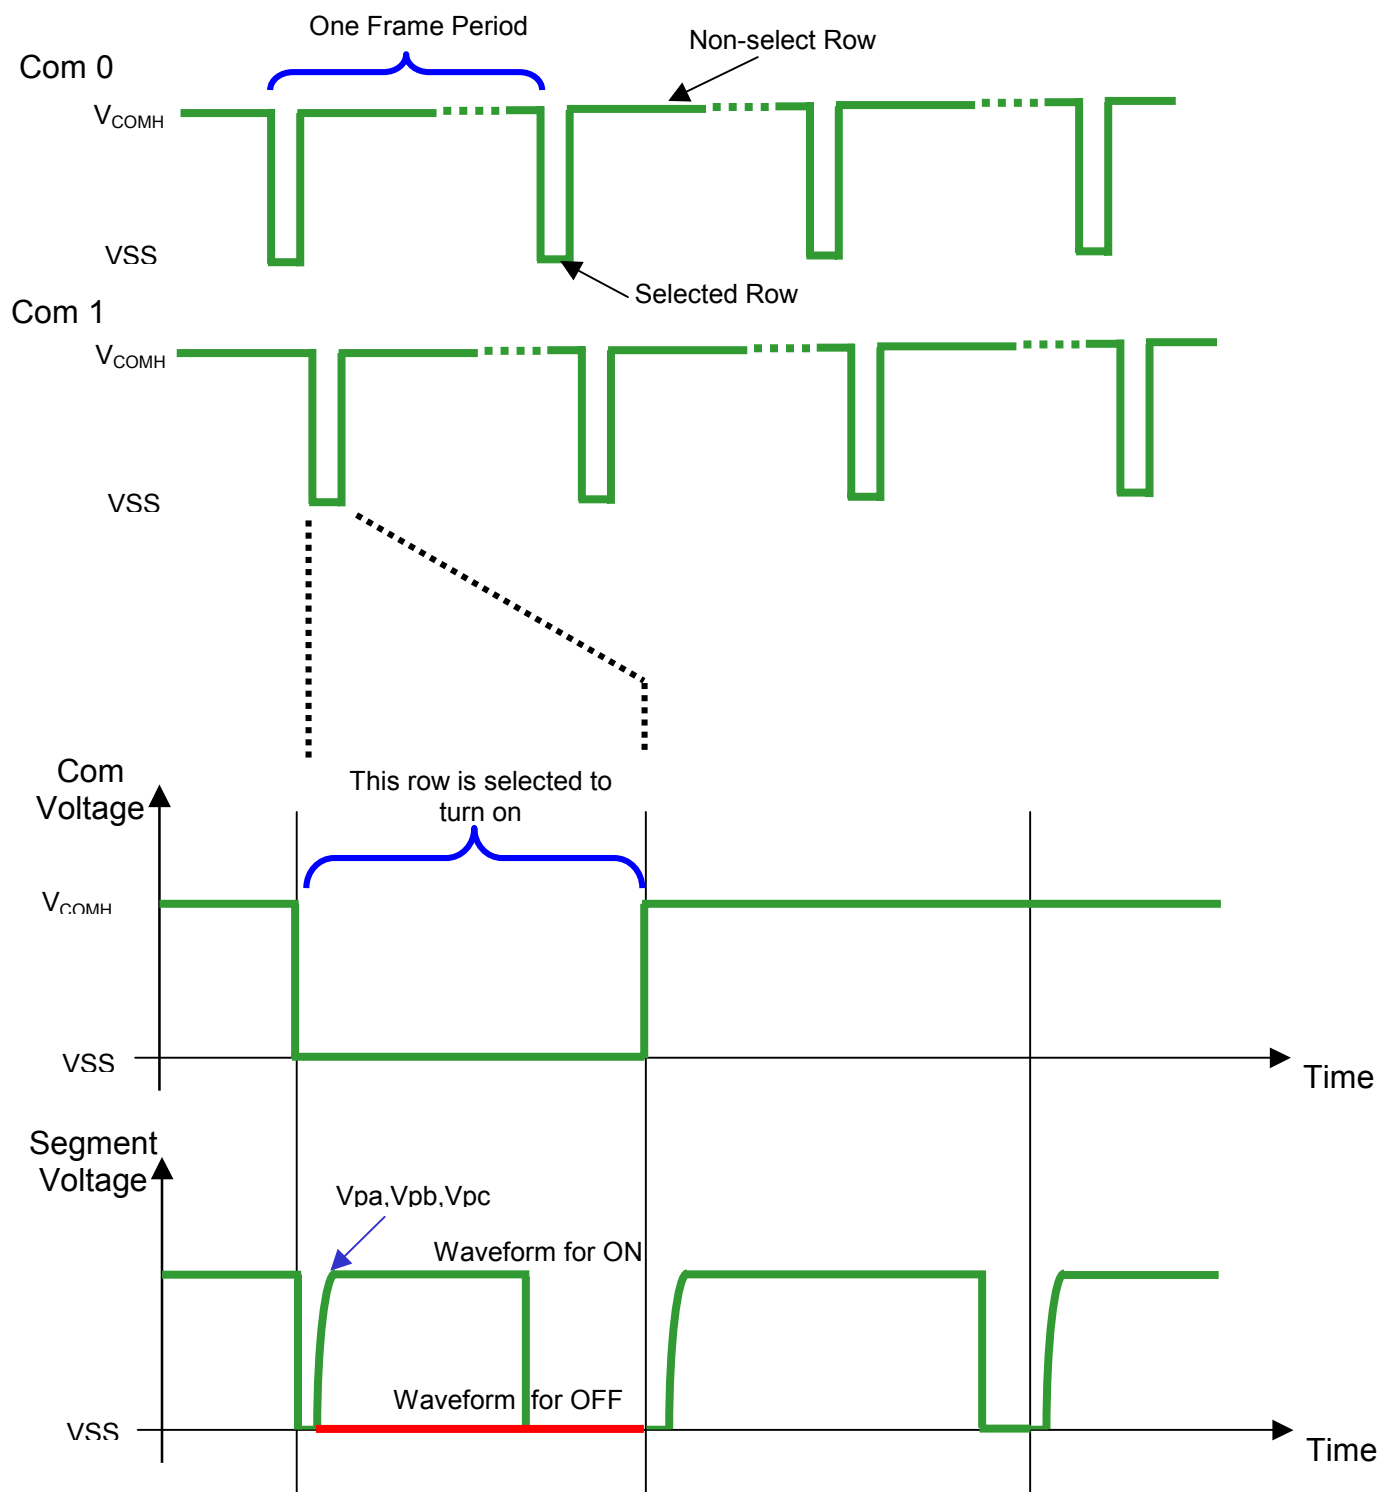 One Frame Period
Non-select Row
Com 0
VCOMH
VSS
Selected Row
Com 1
VCOMH
VSS
Com
Voltage
This row is selected to
turn on
VCOMH
VSS
Time
Segment
Voltage
Vpa,Vpb,Vpc
Waveform for ON
Waveform for OFF
VSS
Time